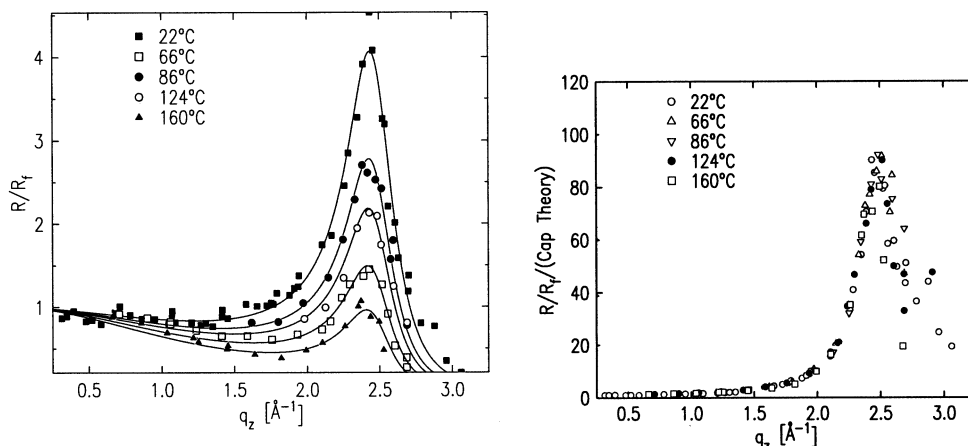 R/R_f
4
3
2
1
■ 22°C
□ 66°C
● 86°C
○ 124°C
▲ 160°C
0.5 1.0 1.5 2.0 2.5 3.0
q_z [Å⁻¹]
R/R_f/(Cap Theory)
120
100
80
60
40
20
0
○ 22°C
△ 66°C
▽ 86°C
● 124°C
□ 160°C
0.5 1.0 1.5 2.0 2.5 3.0
q_z [Å⁻¹]